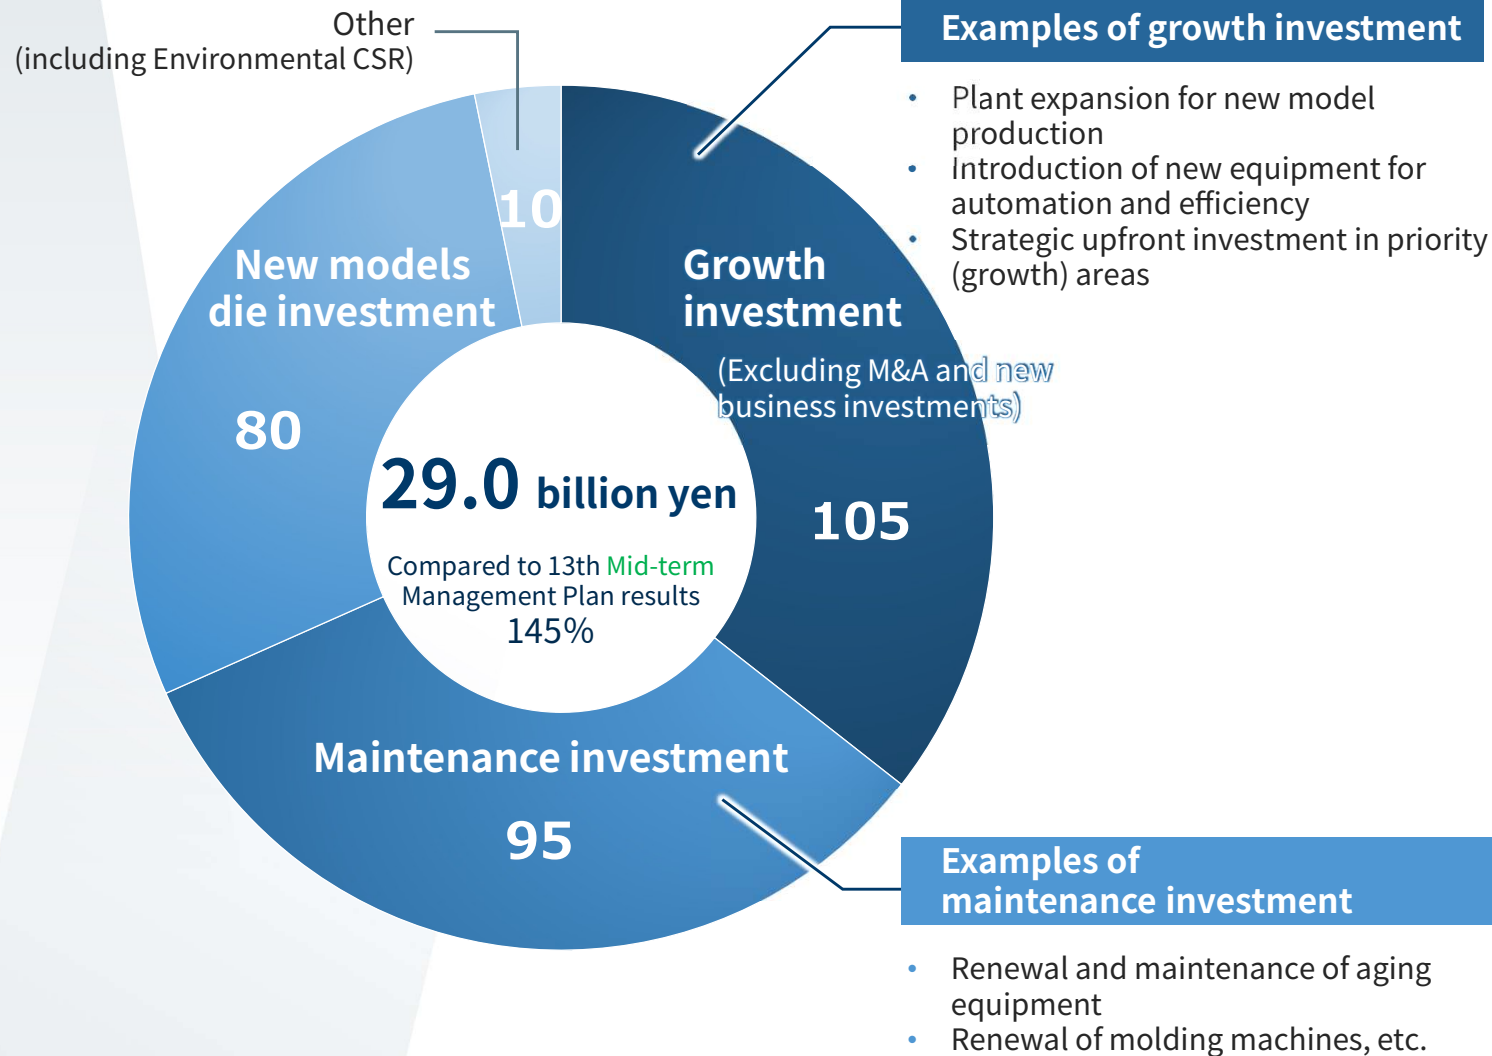 Other
(including Environmental CSR)
10
New models
die investment
80
Growth
investment
(Excluding M&A and new
business investments)
105
29.0 billion yen
Compared to 13th Mid-term
Management Plan results
145%
Maintenance investment
95
Examples of growth investment
• Plant expansion for new model
production
• Introduction of new equipment for
automation and efficiency
• Strategic upfront investment in priority
(growth) areas
Examples of
maintenance investment
• Renewal and maintenance of aging
equipment
• Renewal of molding machines, etc.